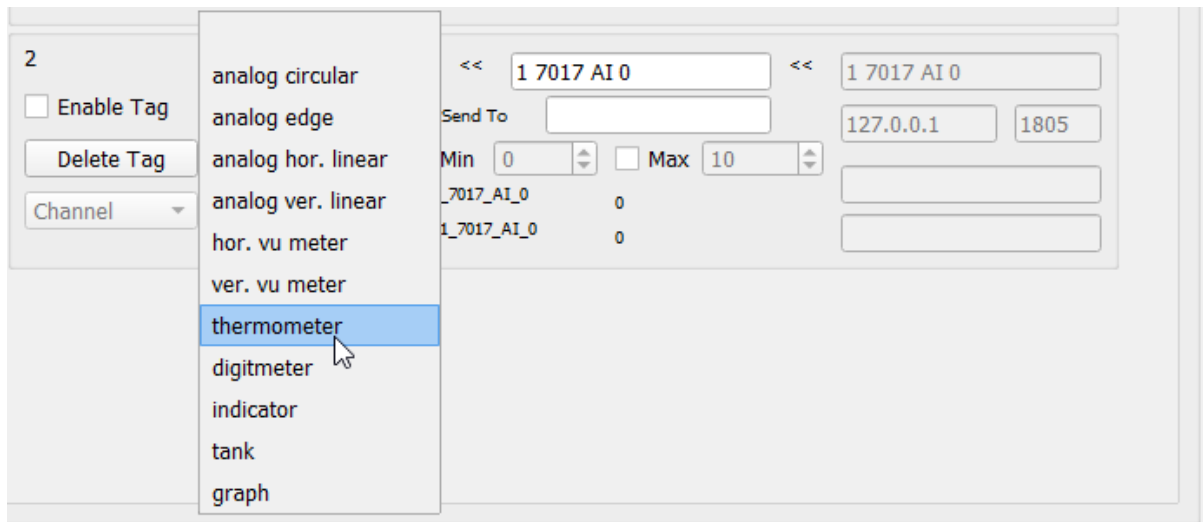 2
Enable Tag
Delete Tag
Channel
analog circular
analog edge
analog hor. linear
analog ver. linear
hor. vu meter
ver. vu meter
thermometer
digitmeter
indicator
tank
graph
<< 1 7017 AI 0 << 1 7017 AI 0
Send To 127.0.0.1 1805
Min 0 Max 10
_7017_AI_0 0
1_7017_AI_0 0